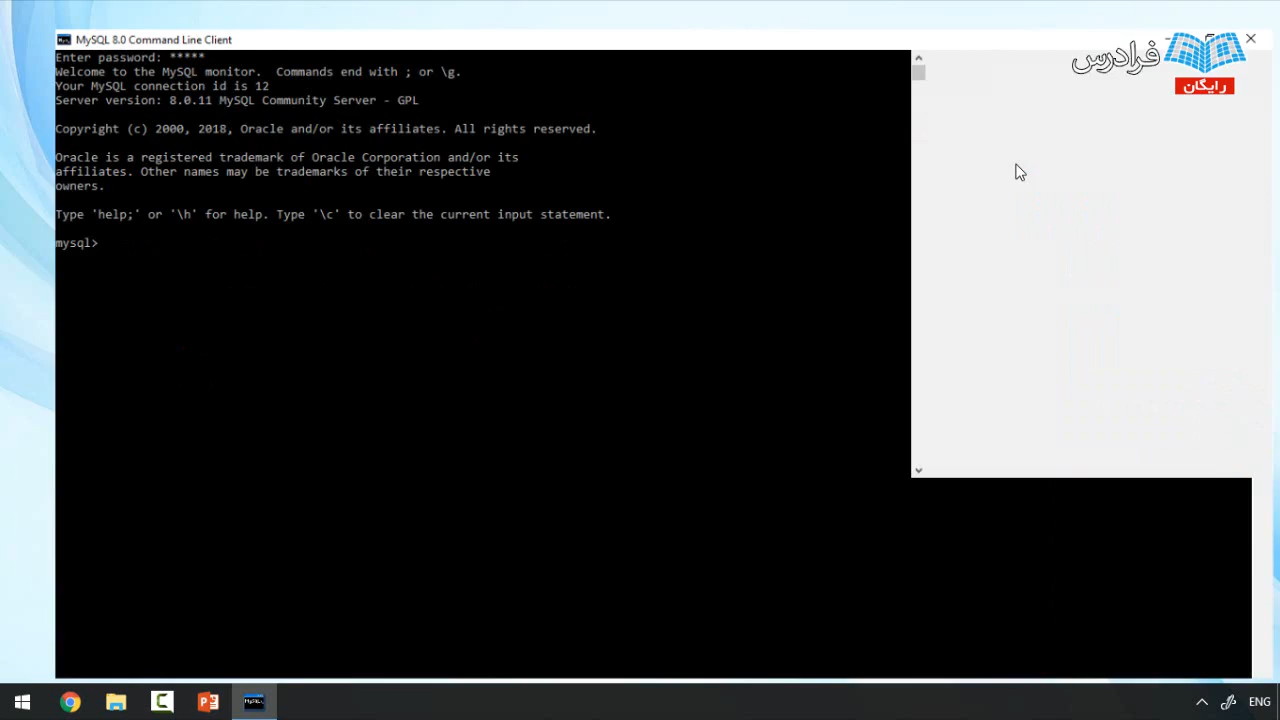 MySQL 8.0 Command Line Client
Enter password: *****
Welcome to the MySQL monitor.  Commands end with ; or \g.
Your MySQL connection id is 12
Server version: 8.0.11 MySQL Community Server - GPL
Copyright (c) 2000, 2018, Oracle and/or its affiliates. All rights reserved.
Oracle is a registered trademark of Oracle Corporation and/or its
affiliates. Other names may be trademarks of their respective
owners.
Type 'help;' or '\h' for help. Type '\c' to clear the current input statement.
mysql>
فرادرس
رایگان
ENG